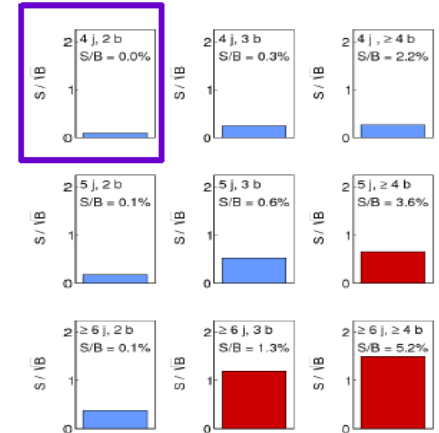 4 j, 2 b
S/B = 0.0%
S / √B
2
1
0
4 j, 3 b
S/B = 0.3%
S / √B
2
1
0
4 j , ≥ 4 b
S/B = 2.2%
S / √B
2
1
0
5 j, 2 b
S/B = 0.1%
S / √B
2
1
0
5 j, 3 b
S/B = 0.6%
S / √B
2
1
0
5 j, ≥ 4 b
S/B = 3.6%
S / √B
2
1
0
≥ 6 j, 2 b
S/B = 0.1%
S / √B
2
1
0
≥ 6 j, 3 b
S/B = 1.3%
S / √B
2
1
0
≥ 6 j, ≥ 4 b
S/B = 5.2%
S / √B
2
1
0